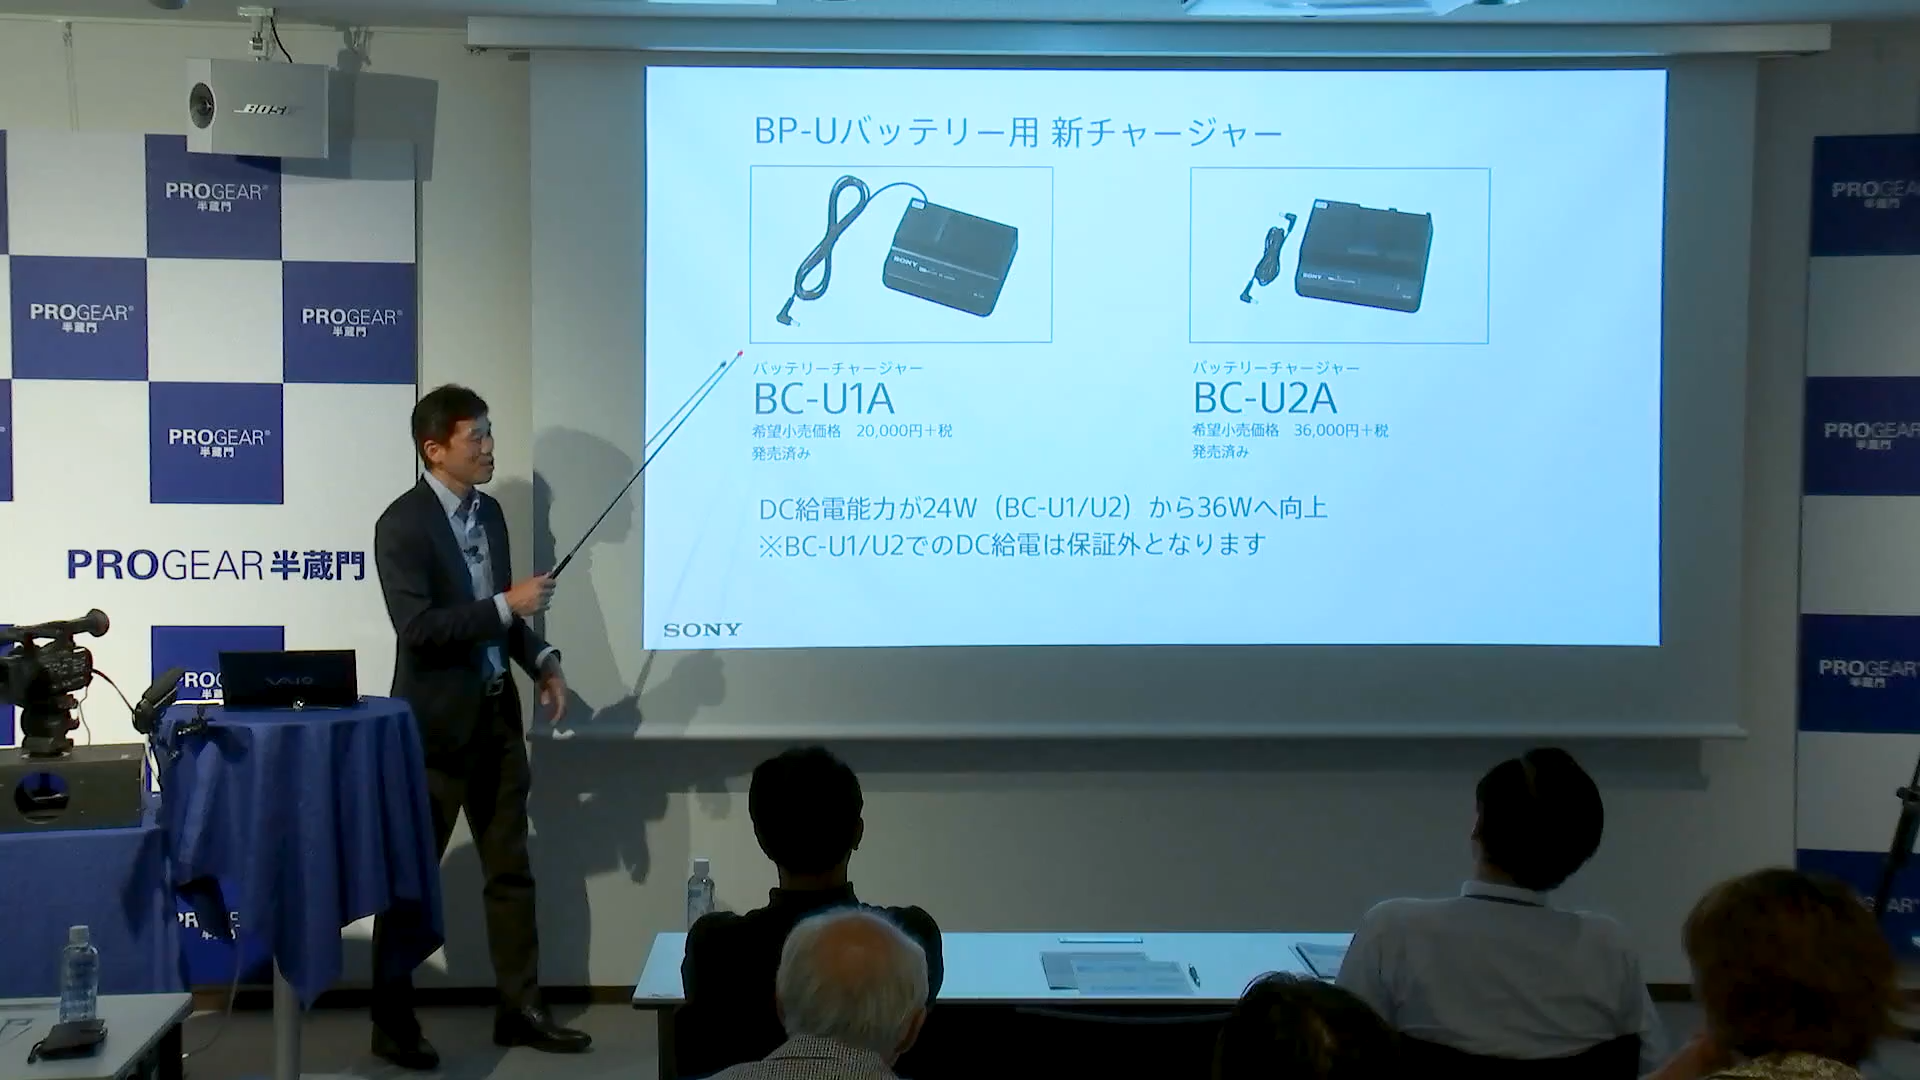 BOSE
PROGEAR®
半蔵門
PROGEAR®
半蔵門
PROGEAR®
半蔵門
PROGEAR®
半蔵門
PROGEAR 半蔵門
VAIO
BP-Uバッテリー用 新チャージャー
SONY
SONY
バッテリーチャージャー
BC-U1A
希望小売価格 20,000円+税
発売済み
バッテリーチャージャー
BC-U2A
希望小売価格 36,000円+税
発売済み
DC給電能力が24W（BC-U1/U2）から36Wへ向上
※BC-U1/U2でのDC給電は保証外となります
SONY
PROGEA
半蔵門
PROGEAR
半蔵門
PROGEAR
半蔵門